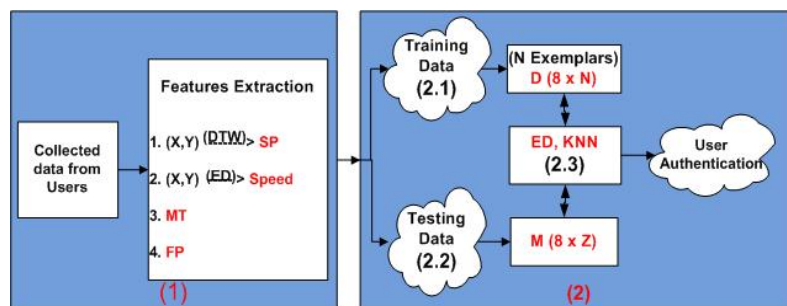 Collected
data from
Users
Features Extraction
1. (X,Y) (DTW)> SP
2. (X,Y) (ED)> Speed
3. MT
4. FP
(1)
Training
Data
(2.1)
(N Exemplars)
D (8 x N)
ED, KNN
(2.3)
User
Authentication
Testing
Data
(2.2)
M (8 x Z)
(2)